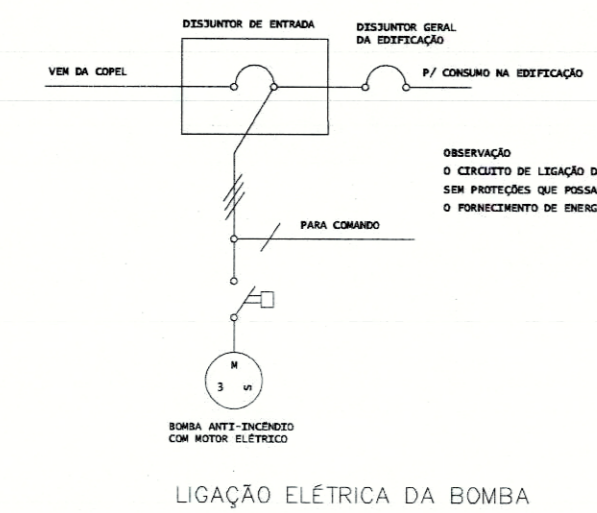 DISJUNTOR DE ENTRADA
DISJUNTOR GERAL
DA EDIFICAÇÃO
VEM DA COPEL
P/ CONSUMO NA EDIFICAÇÃO
OBSERVAÇÃO
O CIRCUITO DE LIGAÇÃO D
SEM PROTEÇÕES QUE POSSA
O FORNECIMENTO DE ENERG
PARA COMANDO
M
3 ഗ
BOMBA ANTI-INCÊNDIO
COM MOTOR ELÉTRICO
LIGAÇÃO ELÉTRICA DA BOMBA